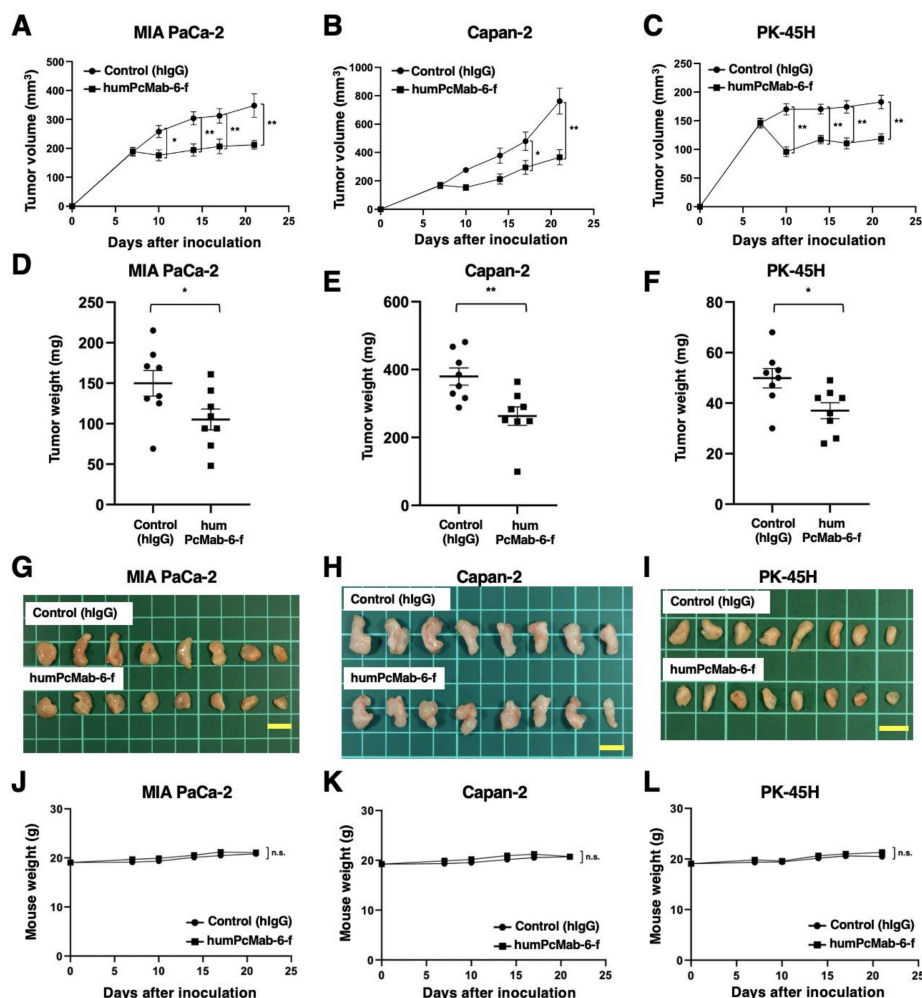 A
MIA PaCa-2
Tumor volume (mm³)
500
400
300
200
100
0
Control (hIgG)
humPcMab-6-f
*
**
**
**
0 5 10 15 20 25
Days after inoculation
B
Capan-2
Tumor volume (mm³)
1000
800
600
400
200
0
Control (hIgG)
humPcMab-6-f
*
**
0 5 10 15 20 25
Days after inoculation
C
PK-45H
Tumor volume (mm³)
250
200
150
100
50
0
Control (hIgG)
humPcMab-6-f
**
**
**
**
0 5 10 15 20 25
Days after inoculation
D
MIA PaCa-2
Tumor weight (mg)
250
200
150
100
50
0
*
Control
(hIgG)
hum
PcMab-6-f
E
Capan-2
Tumor weight (mg)
600
400
200
0
**
Control
(hIgG)
hum
PcMab-6-f
F
PK-45H
Tumor weight (mg)
80
60
40
20
0
*
Control
(hIgG)
hum
PcMab-6-f
G
MIA PaCa-2
Control (hIgG)
humPcMab-6-f
H
Capan-2
Control (hIgG)
humPcMab-6-f
I
PK-45H
Control (hIgG)
humPcMab-6-f
J
MIA PaCa-2
Mouse weight (g)
30
20
10
0
n.s.
Control (hIgG)
humPcMab-6-f
0 5 10 15 20 25
Days after inoculation
K
Capan-2
Mouse weight (g)
30
20
10
0
n.s.
Control (hIgG)
humPcMab-6-f
0 5 10 15 20 25
Days after inoculation
L
PK-45H
Mouse weight (g)
30
20
10
0
n.s.
Control (hIgG)
humPcMab-6-f
0 5 10 15 20 25
Days after inoculation